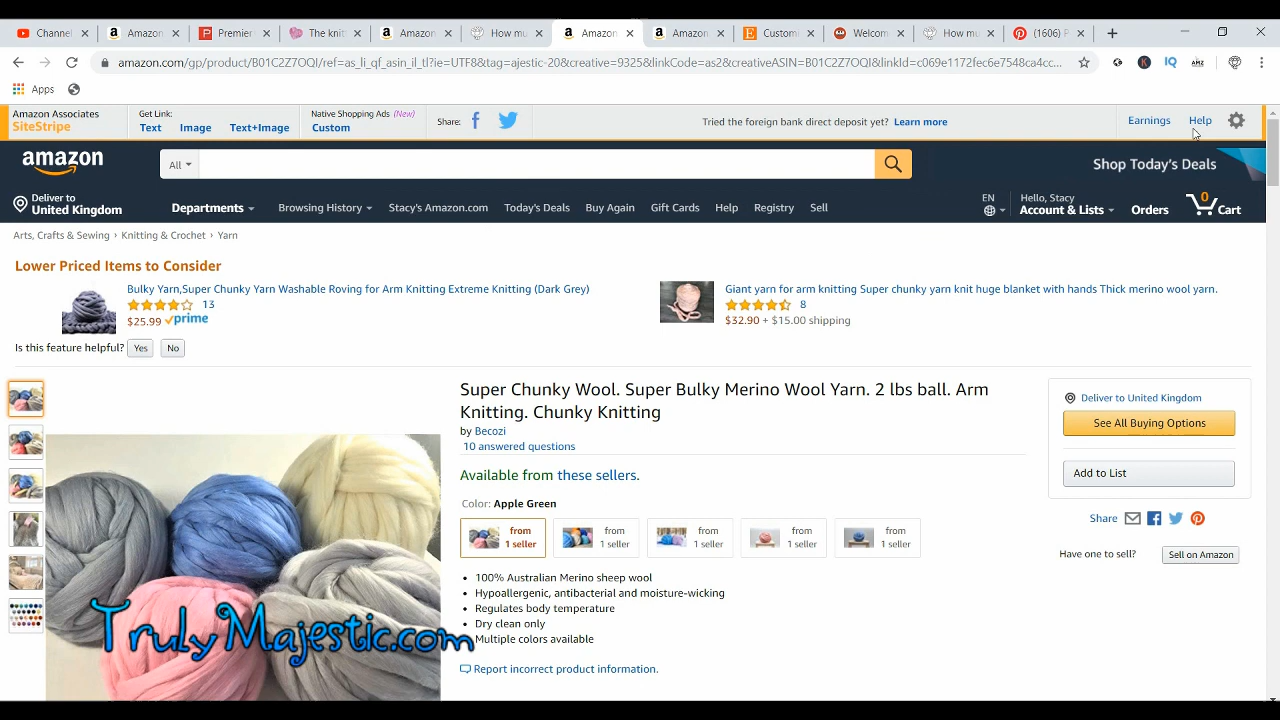 Channel
Amazon
Premier
The knit
Amazon
How mu
Amazon
Amazon
Custom
Welcom
How mu
(1606) P
amazon.com/gp/product/B01C2Z7OQI/ref=as_li_qf_asin_il_tl?ie=UTF8&tag=ajestic-20&creative=9325&linkCode=as2&creativeASIN=B01C2Z7OQI&linkId=c069e1172fec6e7548ca4cc...
Apps
Amazon Associates
SiteStripe
Get Link:
Text Image Text+Image
Native Shopping Ads (New)
Custom
Share:
Tried the foreign bank direct deposit yet? Learn more
Earnings Help
amazon
All
Shop Today's Deals
Deliver to
United Kingdom
Departments Browsing History Stacy's Amazon.com Today's Deals Buy Again Gift Cards Help Registry Sell
EN
Hello, Stacy
Account & Lists
Orders
0
Cart
Arts, Crafts & Sewing › Knitting & Crochet › Yarn
Lower Priced Items to Consider
Bulky Yarn,Super Chunky Yarn Washable Roving for Arm Knitting Extreme Knitting (Dark Grey)
13
$25.99 prime
Giant yarn for arm knitting Super chunky yarn knit huge blanket with hands Thick merino wool yarn.
8
$32.90 + $15.00 shipping
Is this feature helpful? Yes No
Super Chunky Wool. Super Bulky Merino Wool Yarn. 2 lbs ball. Arm
Knitting. Chunky Knitting
by Becozi
10 answered questions
Available from these sellers.
Color: Apple Green
from
1 seller
from
1 seller
from
1 seller
from
1 seller
from
1 seller
• 100% Australian Merino sheep wool
• Hypoallergenic, antibacterial and moisture-wicking
• Regulates body temperature
• Dry clean only
Multiple colors available
Report incorrect product information.
Deliver to United Kingdom
See All Buying Options
Add to List
Share
Have one to sell? Sell on Amazon
TrulyMajestic.com